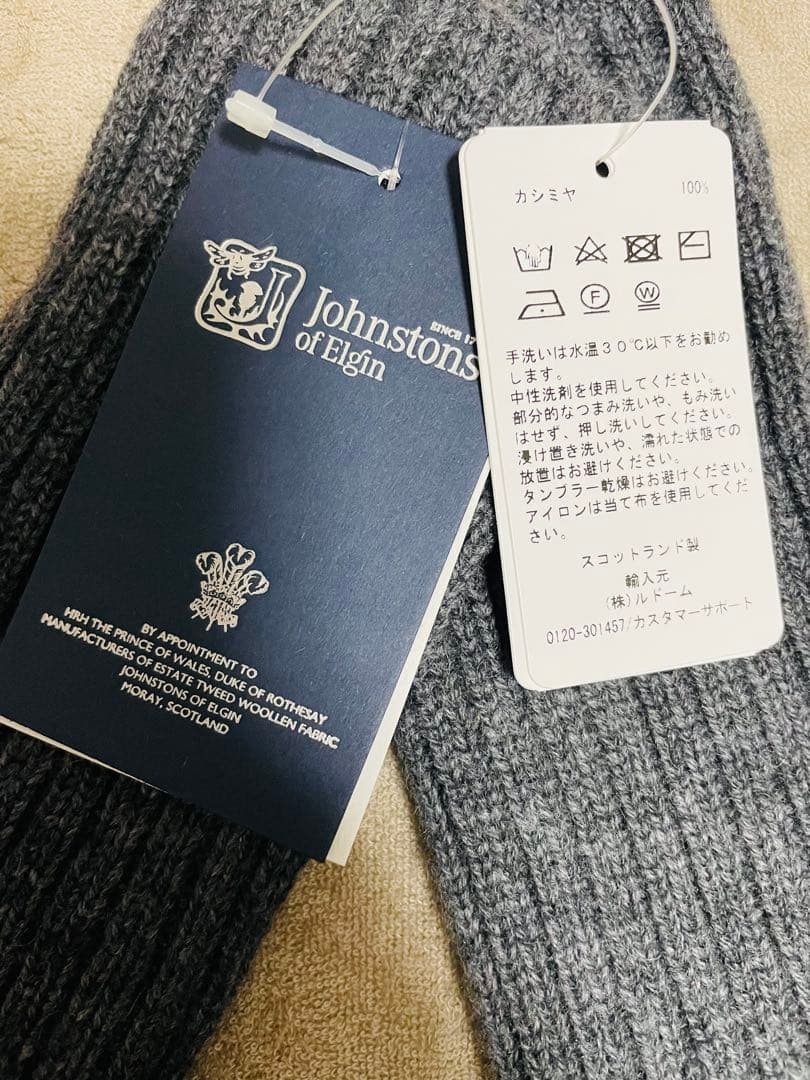 SINCE 17
Johnstons
of Elgin
BY APPOINTMENT TO
HRH THE PRINCE OF WALES, DUKE OF ROTHESAY
MANUFACTURERS OF ESTATE TWEED WOOLLEN FABRIC
JOHNSTONS OF ELGIN
MORAY, SCOTLAND
カシミヤ 100%
F W
手洗いは水温30℃以下をお勧め
します。
中性洗剤を使用してください。
部分的なつまみ洗いや、もみ洗い
はせず、押し洗いしてください。
浸け置き洗いや、濡れた状態での
放置はお避けください。
タンブラー乾燥はお避けください。
アイロンは当て布を使用してくだ
さい。
スコットランド製
輸入元
(株)ルドーム
0120-301457/カスタマーサポート